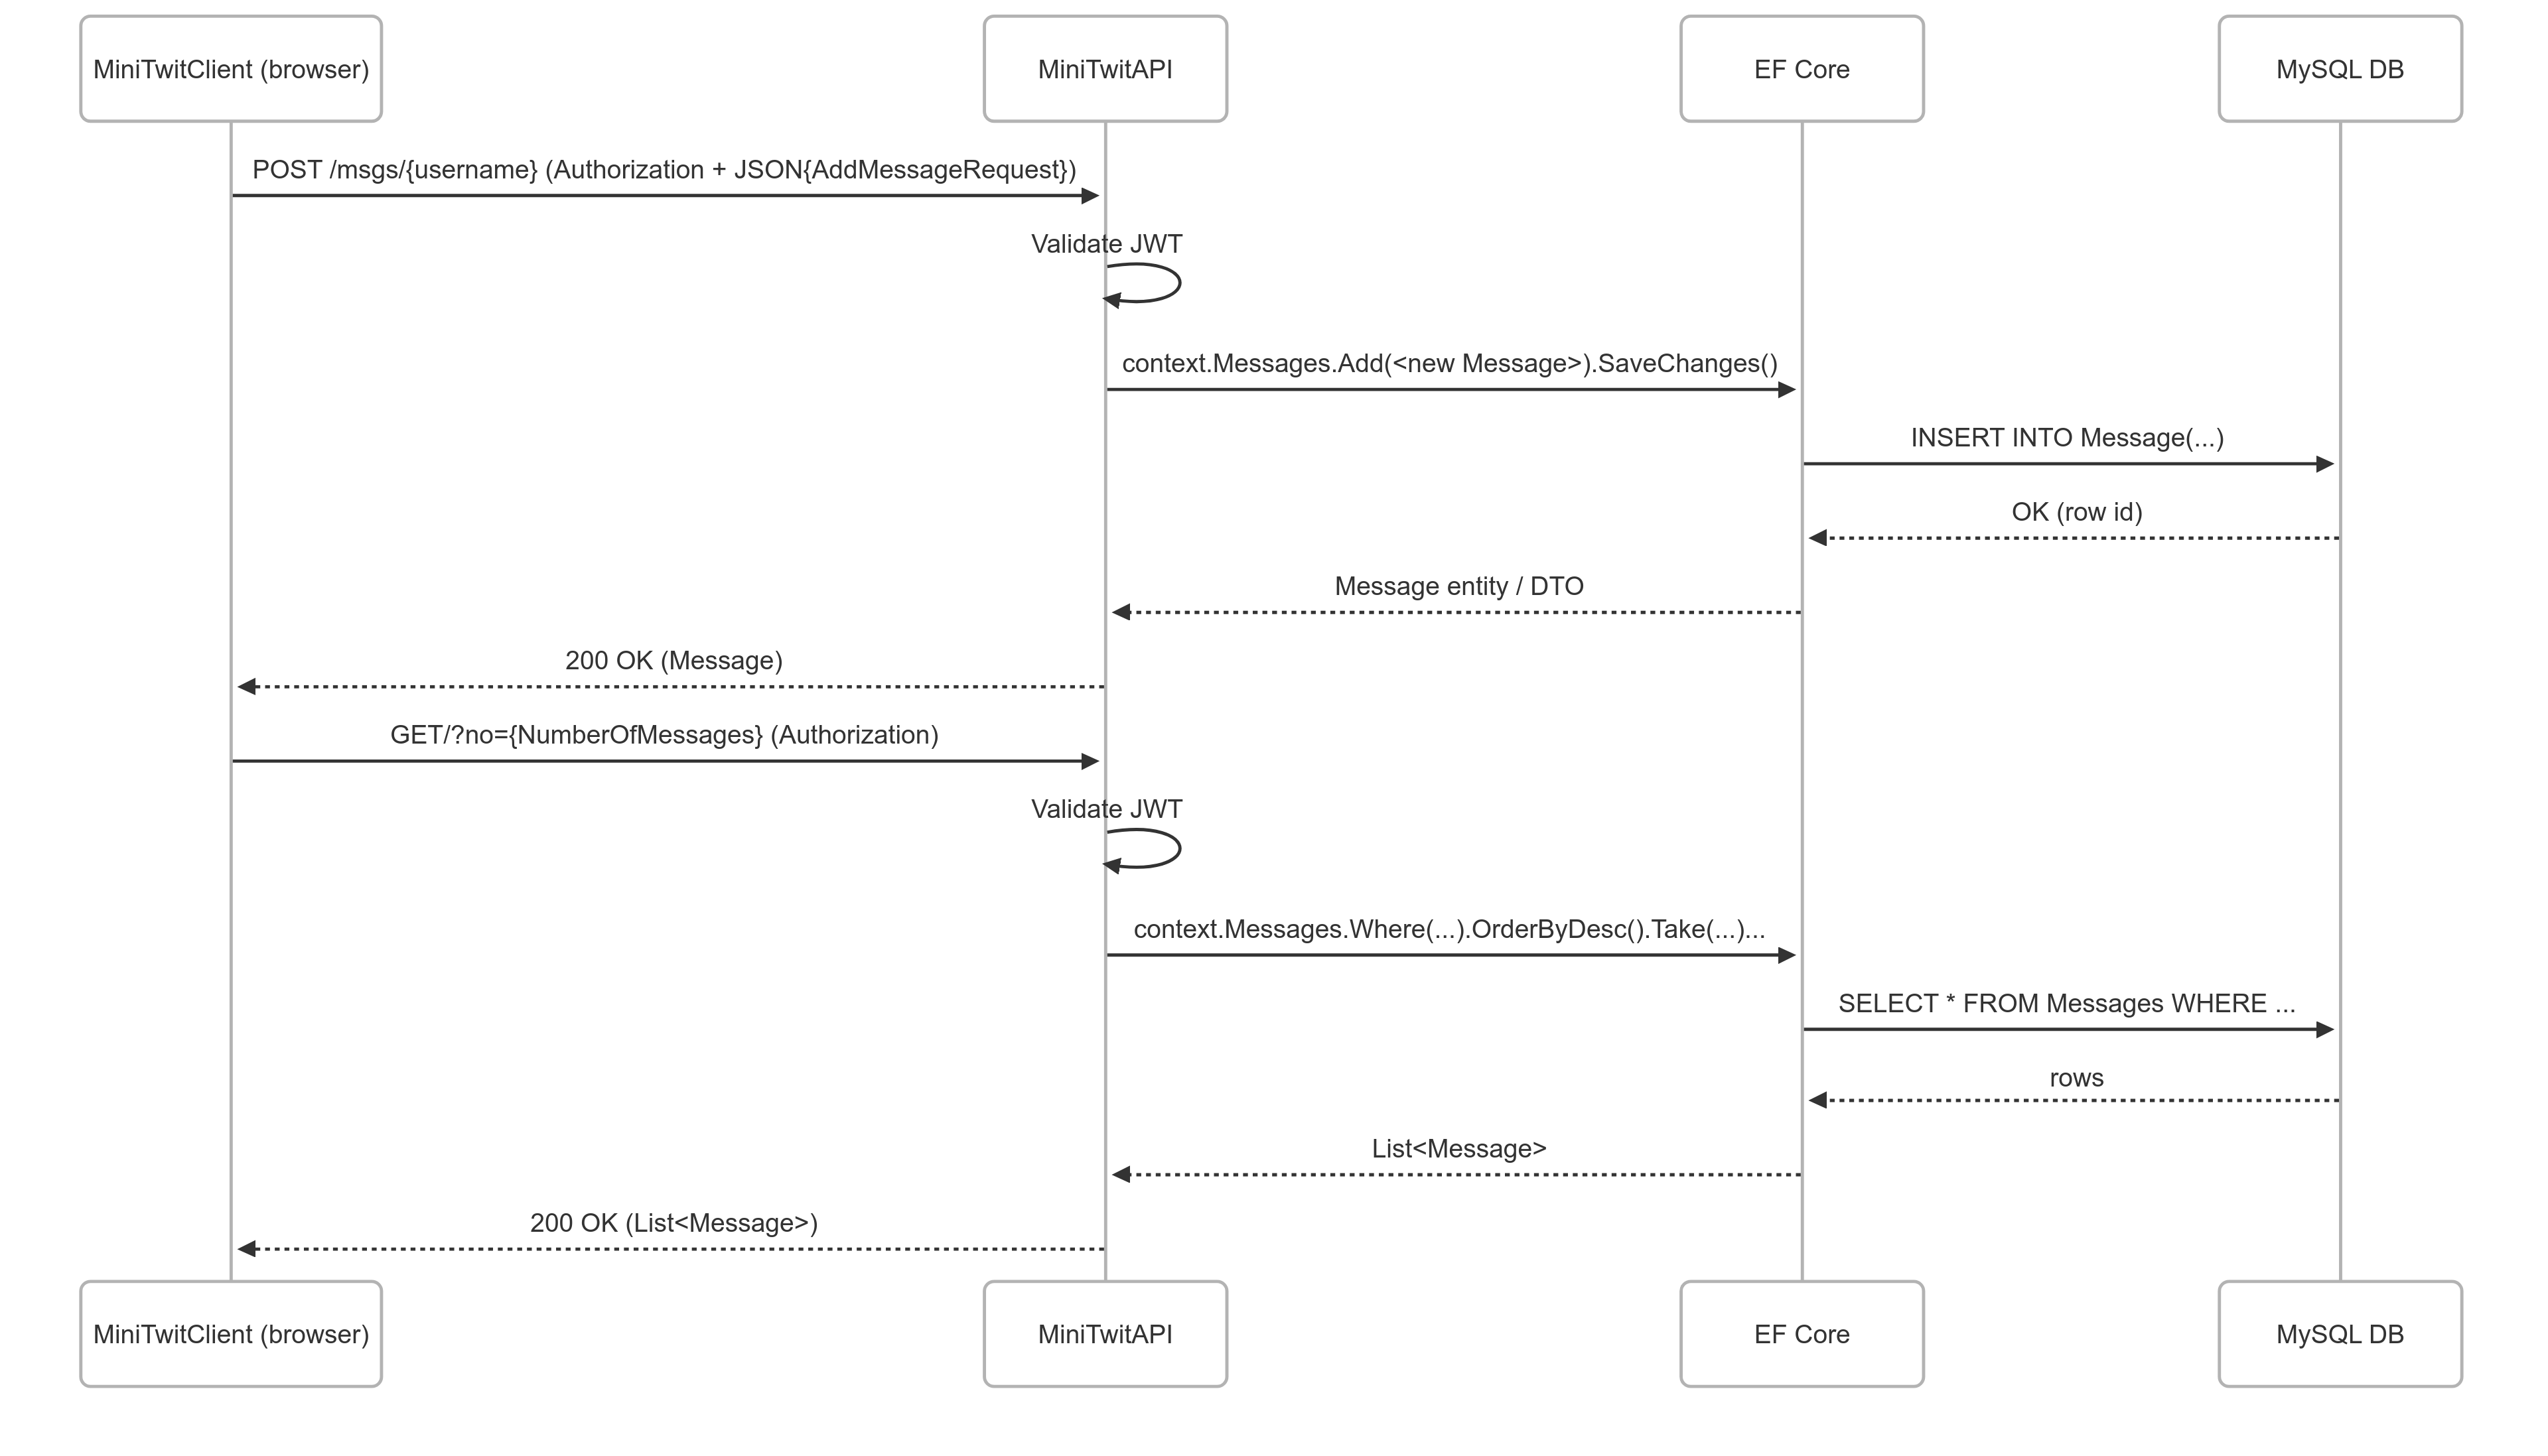 MiniTwitClient (browser)
MiniTwitAPI
EF Core
MySQL DB
POST /msgs/{username} (Authorization + JSON{AddMessageRequest})
Validate JWT
context.Messages.Add(<new Message>).SaveChanges()
INSERT INTO Message(...)
OK (row id)
Message entity / DTO
200 OK (Message)
GET/?no={NumberOfMessages} (Authorization)
Validate JWT
context.Messages.Where(...).OrderByDesc().Take(...)...
SELECT * FROM Messages WHERE ...
rows
List<Message>
200 OK (List<Message>)
MiniTwitClient (browser)
MiniTwitAPI
EF Core
MySQL DB